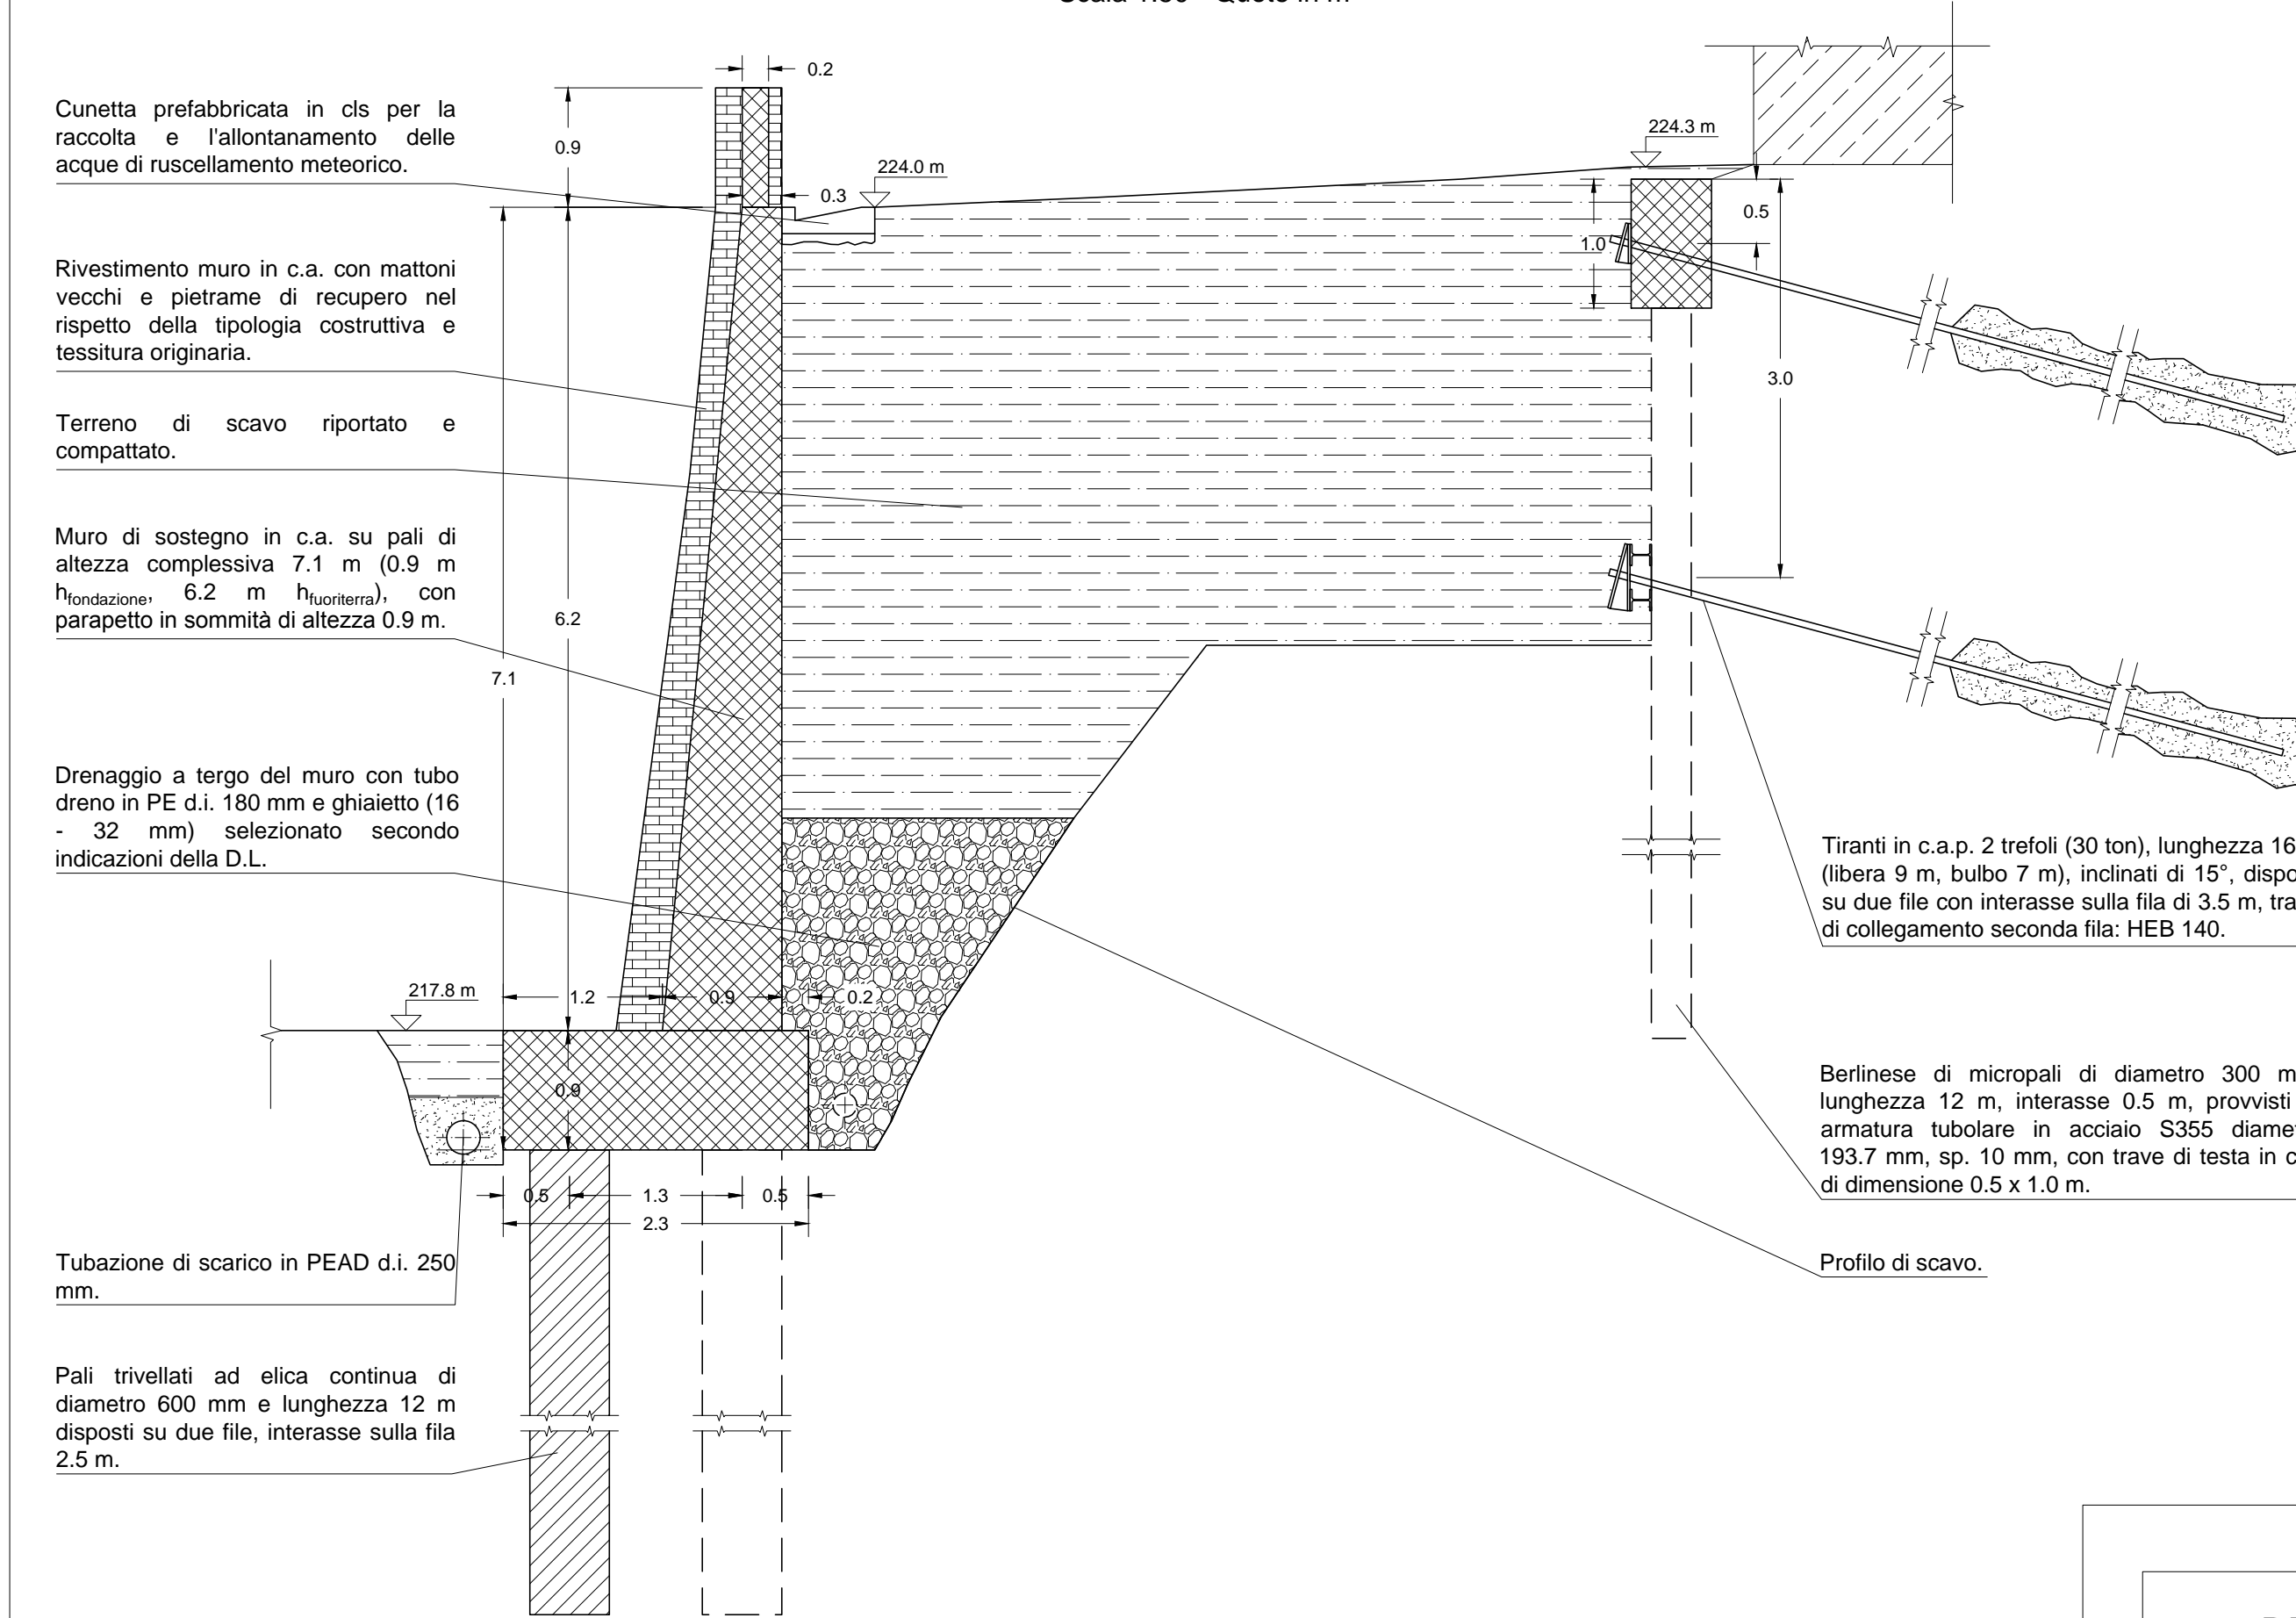 Cunetta prefabbricata in cls per la
raccolta e l'allontanamento delle
acque di ruscellamento meteorico.
Rivestimento muro in c.a. con mattoni
vecchi e pietrame di recupero nel
rispetto della tipologia costruttiva e
tessitura originaria.
Terreno di scavo riportato e
compattato.
Muro di sostegno in c.a. su pali di
altezza complessiva 7.1 m (0.9 m
hfondazione, 6.2 m hfuoriterra), con
parapetto in sommità di altezza 0.9 m.
Drenaggio a tergo del muro con tubo
dreno in PE d.i. 180 mm e ghiaietto (16
- 32 mm) selezionato secondo
indicazioni della D.L.
Tubazione di scarico in PEAD d.i. 250
mm.
Pali trivellati ad elica continua di
diametro 600 mm e lunghezza 12 m
disposti su due file, interasse sulla fila
2.5 m.
0.2
0.9
0.3
224.0 m
224.3 m
0.5
1.0
3.0
6.2
7.1
217.8 m
1.2
0.9
0.2
0.9
0.5
1.3
0.5
2.3
Tiranti in c.a.p. 2 trefoli (30 ton), lunghezza 16
(libera 9 m, bulbo 7 m), inclinati di 15°,
su due file con interasse sulla fila di 3.5 m,
di collegamento seconda fila: HEB 140.
Berlinese di micropali di diametro 300
lunghezza 12 m, interasse 0.5 m, provvisti
armatura tubolare in acciaio S355
193.7 mm, sp. 10 mm, con trave di testa in
di dimensione 0.5 x 1.0 m.
Profilo di scavo.